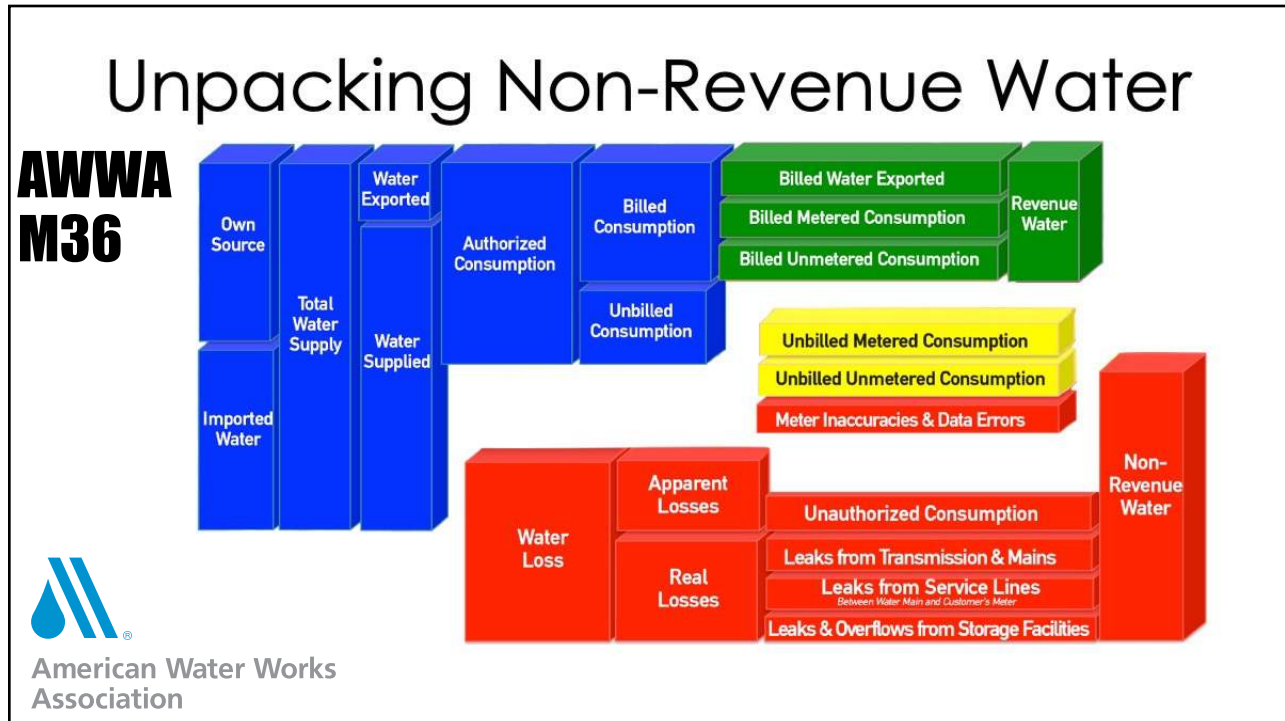 Unpacking Non-Revenue Water
AWWA
M36
Own
Source
Imported
Water
Total
Water
Supply
Water
Exported
Water
Supplied
Authorized
Consumption
Billed
Consumption
Unbilled
Consumption
Billed Water Exported
Billed Metered Consumption
Billed Unmetered Consumption
Revenue
Water
Unbilled Metered Consumption
Unbilled Unmetered Consumption
Meter Inaccuracies & Data Errors
Water
Loss
Apparent
Losses
Real
Losses
Unauthorized Consumption
Leaks from Transmission & Mains
Leaks from Service Lines
Between Water Main and Customer's Meter
Leaks & Overflows from Storage Facilities
Non-
Revenue
Water
®
American Water Works
Association